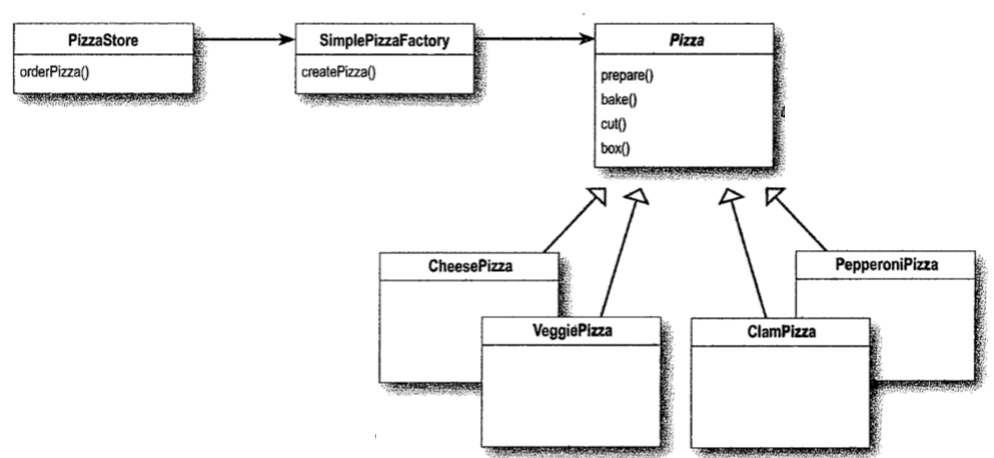 PizzaStore
orderPizza()
SimplePizzaFactory
createPizza()
Pizza
prepare()
bake()
cut()
box()
CheesePizza
VeggiePizza
ClamPizza
PepperoniPizza